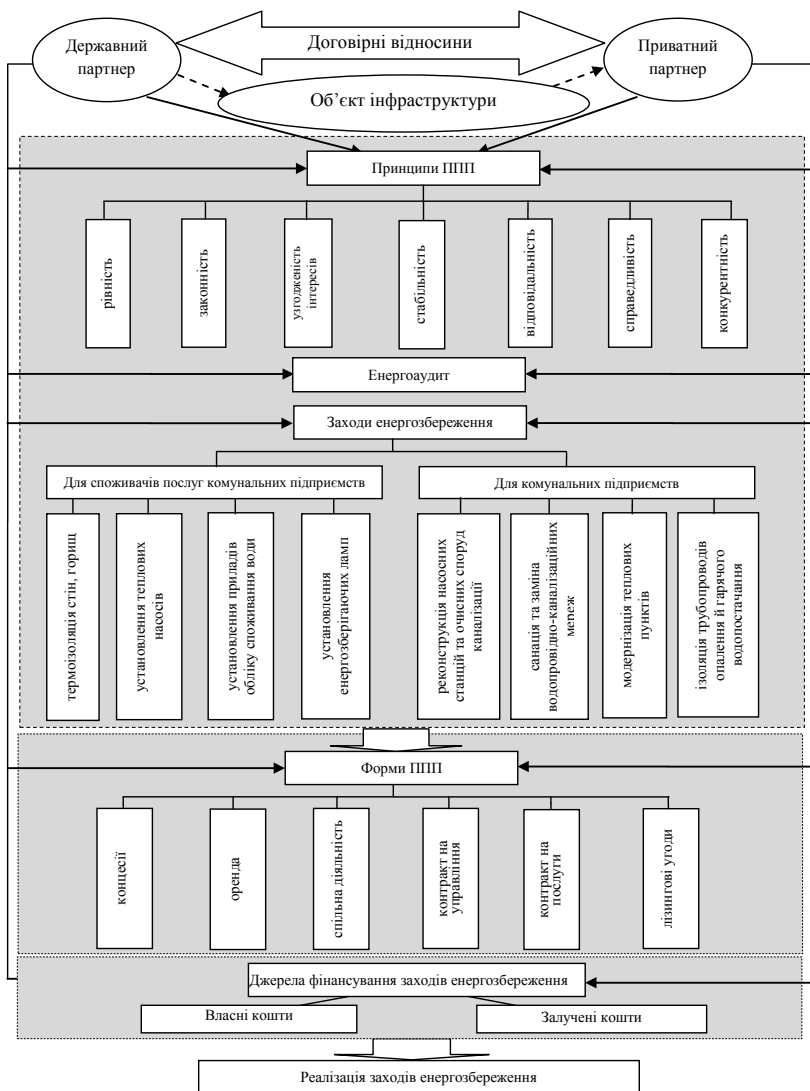 Державний
партнер
Договірні відносини
Приватний
партнер
Об’єкт інфраструктури
Принципи ППП
рівність
законність
узгодженість
інтересів
стабільність
відповідальність
справедливість
конкурентність
Енергоаудит
Заходи енергозбереження
Для споживачів послуг комунальних підприємств
Для комунальних підприємств
термоізоляція стін, горищ
установлення теплових
насосів
установлення приладів
обліку споживання води
установлення
енергозберігаючих ламп
реконструкція насосних
станцій та очисних споруд
каналізації
санація та заміна
водопровідно-каналізаційних
мереж
модернізація теплових
пунктів
ізоляція трубопроводів
опалення й гарячого
водопостачання
Форми ППП
концесії
оренда
спільна діяльність
контракт на
управління
контракт на
послуги
лізингові угоди
Джерела фінансування заходів енергозбереження
Власні кошти
Залучені кошти
Реалізація заходів енергозбереження